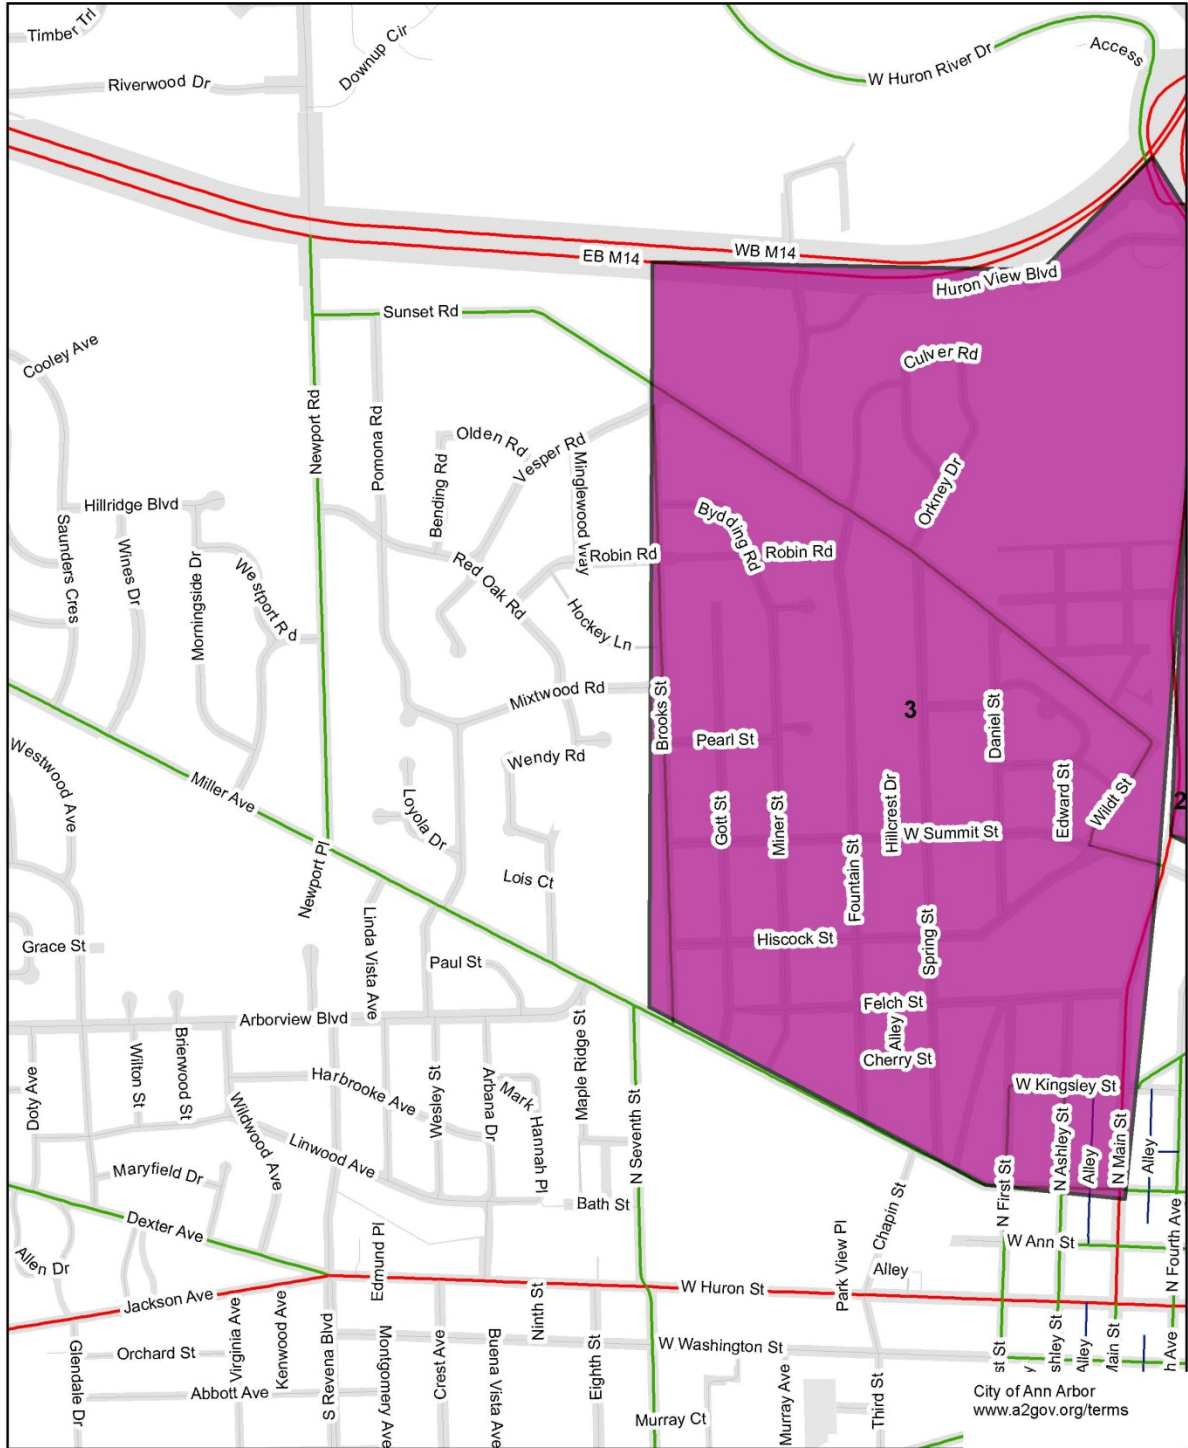 Timber Trl
Riverwood Dr
Downup Cir
W Huron River Dr
Access
EB M14
WB M14
Huron View Blvd
Sunset Rd
Cooley Ave
Culver Rd
Newport Rd
Pomona Rd
Olden Rd
Bending Rd
Vesper Rd
Minglewood Way
Orkney Dr
Hillridge Blvd
Saunders Cres
Wines Dr
Morningside Dr
Westport Rd
Bydding Rd
Robin Rd
Robin Rd
Red Oak Rd
Hockey Ln
Mixtwood Rd
Brooks St
3
Daniel St
Pearl St
Westwood Ave
Miller Ave
Wendy Rd
Loyola Dr
Gott St
Miner St
Hillcrest Dr
W Summit St
Edward St
Wildt St
2
Newport Pl
Lois Ct
Fountain St
Grace St
Linda Vista Ave
Paul St
Hiscock St
Spring St
Arborview Blvd
Felch St
Alley
Cherry St
Doty Ave
Wilton St
Brierwood St
Harbrooke Ave
Wesley St
Arbana Dr
Mark Hannah Pl
Maple Ridge St
N Seventh St
W Kingsley St
Wildwood Ave
Linwood Ave
Maryfield Dr
Bath St
N First St
N Ashley St
Alley
N Main St
Alley
Dexter Ave
Allen Dr
Edmund Pl
Park View Pl
Chapin St
Alley
W Ann St
N Fourth Ave
Jackson Ave
W Huron St
Glendale Dr
Orchard St
Virginia Ave
Kenwood Ave
S Revena Blvd
Montgomery Ave
Crest Ave
Buena Vista Ave
Ninth St
Eighth St
W Washington St
Abbott Ave
Murray Ct
Murray Ave
Third St
st St
y
shley St
Alley
Main St
h Ave
City of Ann Arbor
www.a2gov.org/terms